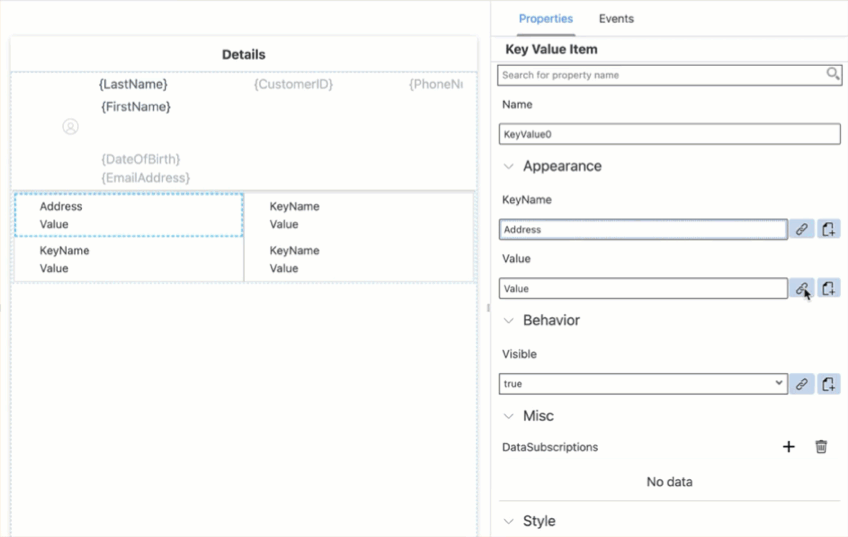 Details
{LastName} {CustomerID} {PhoneNu
{FirstName}
{DateOfBirth}
{EmailAddress}
Address KeyName
Value Value
KeyName KeyName
Value Value
Properties Events
Key Value Item
Search for property name
Name
KeyValue0
Appearance
KeyName
Address
Value
Value
Behavior
Visible
true
Misc
DataSubscriptions
No data
Style